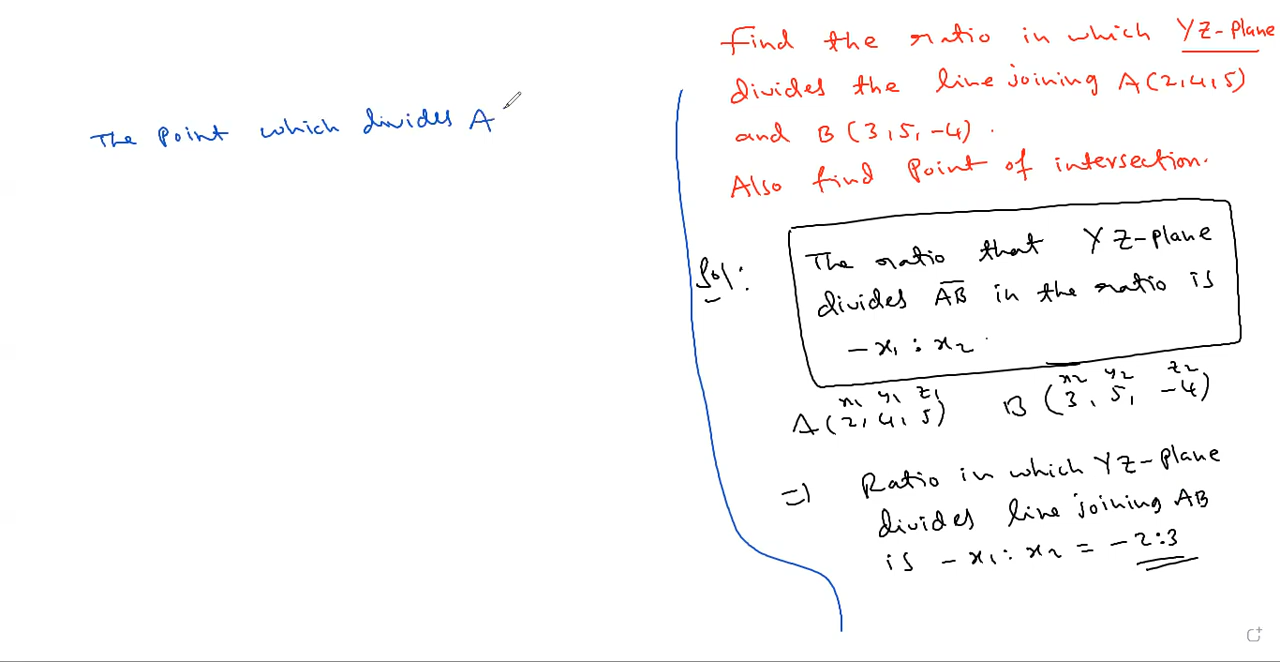 The point which divides A
Find the ratio in which YZ-plane
divides the line joining A(2,4,5)
and B(3,5,-4).
Also find point of intersection.
Sol:
The ratio that YZ-plane
divides A̅B̅ in the ratio is
-x₁ : x₂.
x₁ y₁ z₁ x₂ y₂ z₂
A(2,4,5) B(3,5,-4)
=) Ratio in which YZ-plane
divides line joining AB
is -x₁ : x₂ = -2:3